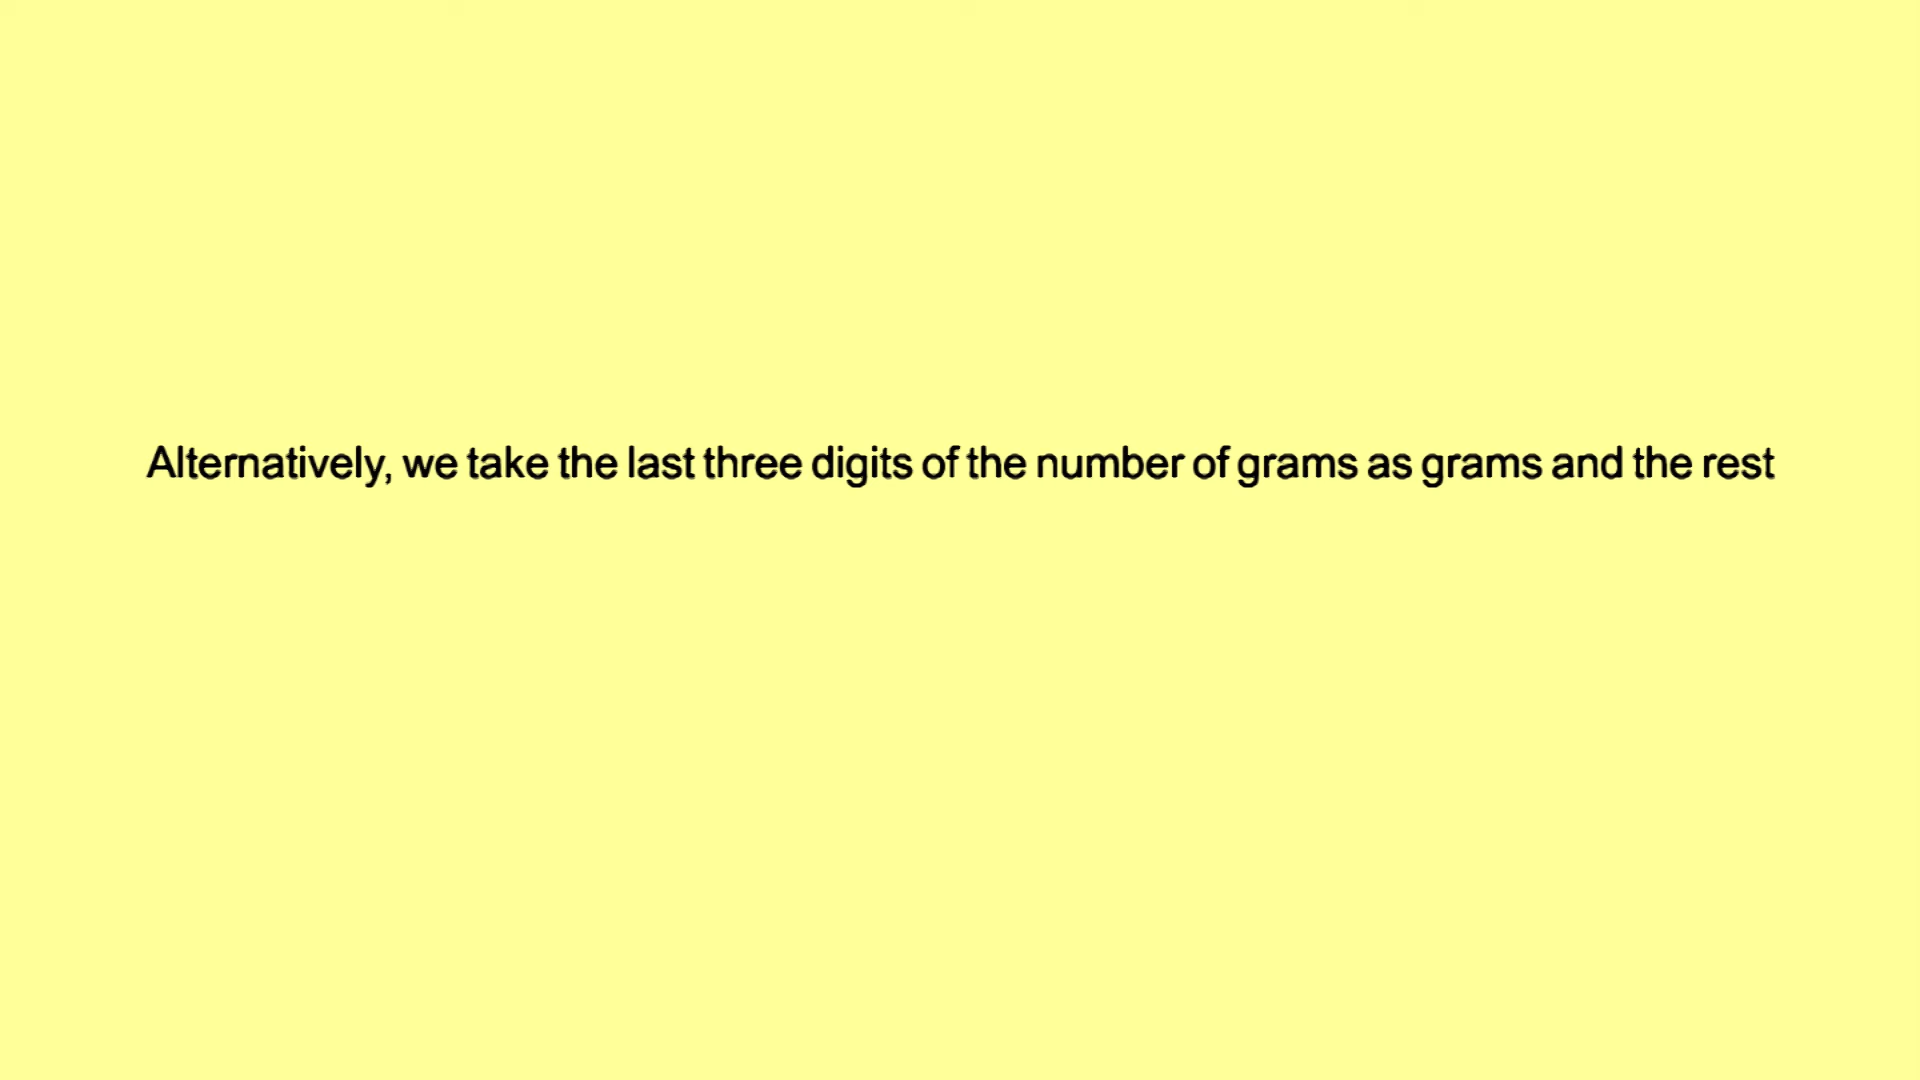 Alternatively, we take the last three digits of the number of grams as grams and the rest